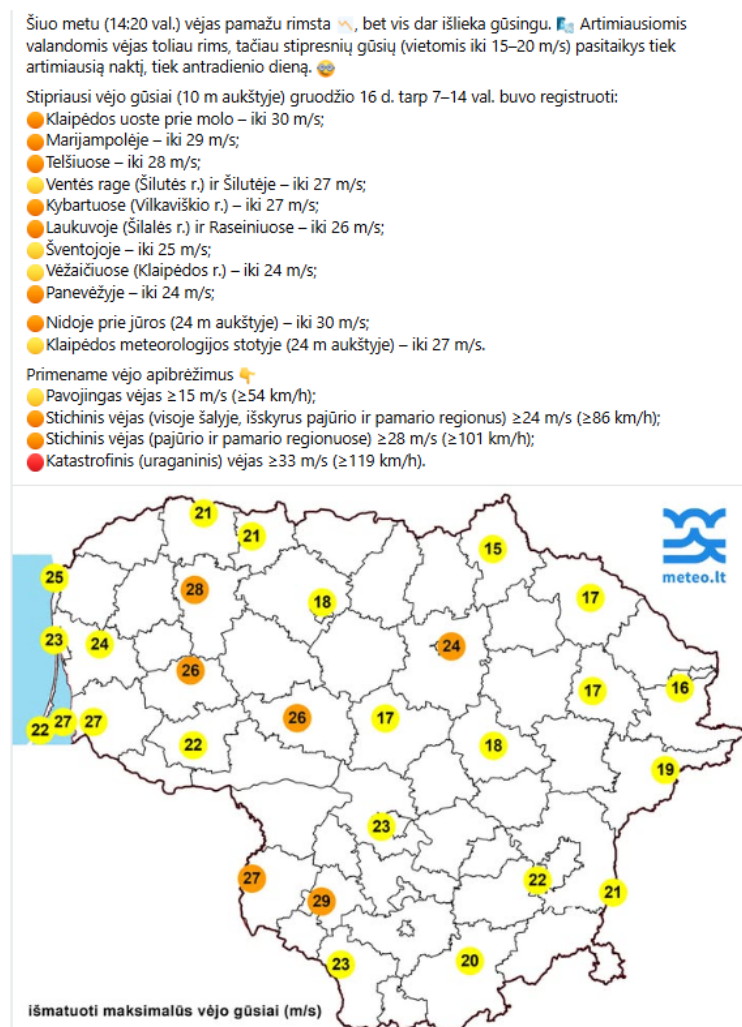 Šiuo metu (14:20 val.) vėjas pamažu rimsta 📉, bet vis dar išlieka gūsingu. 🌬️ Artimiausiomis
valandomis vėjas toliau rims, tačiau stipresnių gūsių (vietomis iki 15–20 m/s) pasitaikys tiek
artimiausią naktį, tiek antradienio dieną. 🥸
Stipriausi vėjo gūsiai (10 m aukštyje) gruodžio 16 d. tarp 7–14 val. buvo registruoti:
🟠Klaipėdos uoste prie molo – iki 30 m/s;
🟠Marijampolėje – iki 29 m/s;
🟠Telšiuose – iki 28 m/s;
🟡Ventės rage (Šilutės r.) ir Šilutėje – iki 27 m/s;
🟠Kybartuose (Vilkaviškio r.) – iki 27 m/s;
🟠Laukuvoje (Šilalės r.) ir Raseiniuose – iki 26 m/s;
🟡Šventojoje – iki 25 m/s;
🟡Vėžaičiuose (Klaipėdos r.) – iki 24 m/s;
🟠Panevėžyje – iki 24 m/s;
🟠Nidoje prie jūros (24 m aukštyje) – iki 30 m/s;
🟡Klaipėdos meteorologijos stotyje (24 m aukštyje) – iki 27 m/s.
Primename vėjo apibrėžimus 👇
🟡Pavojingas vėjas ≥15 m/s (≥54 km/h);
🟠Stichinis vėjas (visoje šalyje, išskyrus pajūrio ir pamario regionus) ≥24 m/s (≥86 km/h);
🟠Stichinis vėjas (pajūrio ir pamario regionuose) ≥28 m/s (≥101 km/h);
🔴Katastrofinis (uraganinis) vėjas ≥33 m/s (≥119 km/h).
21
21
15
meteo.lt
25
28
18
17
23
24
24
26
17
16
22
27
27
26
17
22
18
19
23
27
22
29
21
23
20
išmatuoti maksimalūs vėjo gūsiai (m/s)